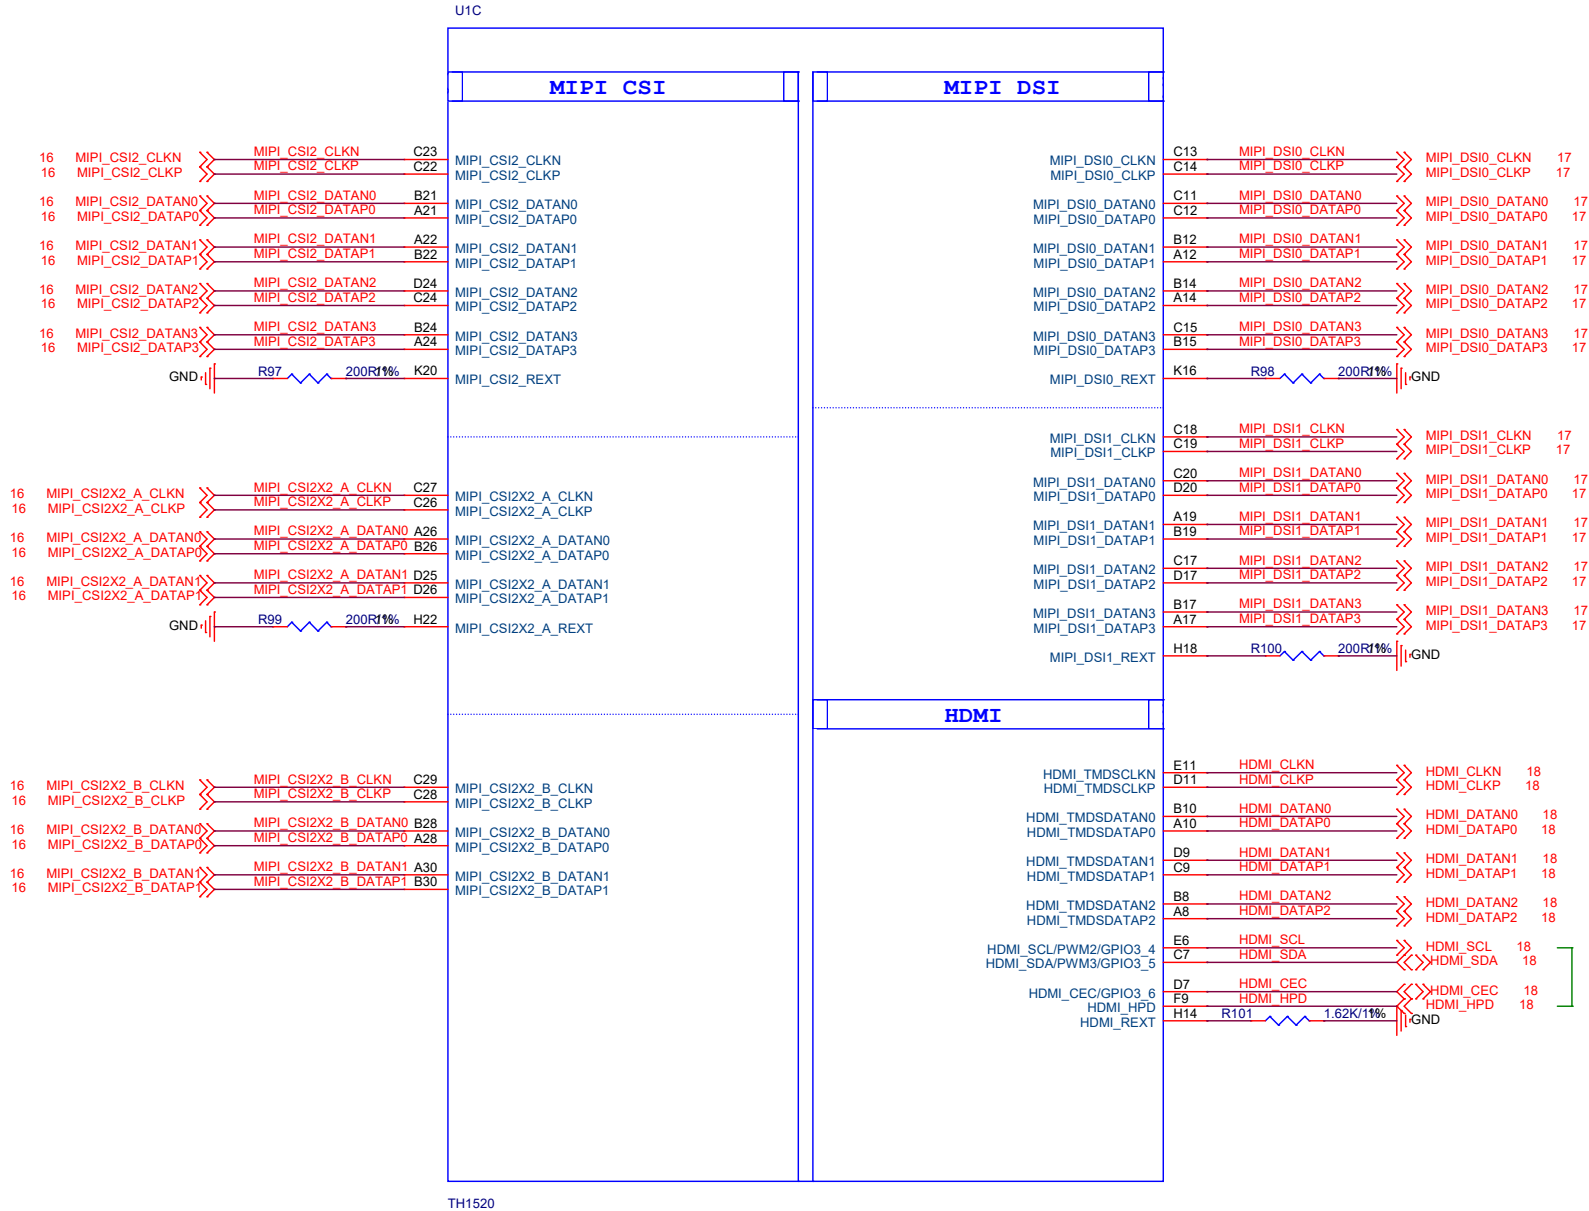 U1C
MIPI CSI
16 MIPI_CSI2_CLKN MIPI_CSI2_CLKN C23 MIPI_CSI2_CLKN
16 MIPI_CSI2_CLKP MIPI_CSI2_CLKP C22 MIPI_CSI2_CLKP
16 MIPI_CSI2_DATAN0 MIPI_CSI2_DATAN0 B21 MIPI_CSI2_DATAN0
16 MIPI_CSI2_DATAP0 MIPI_CSI2_DATAP0 A21 MIPI_CSI2_DATAP0
16 MIPI_CSI2_DATAN1 MIPI_CSI2_DATAN1 A22 MIPI_CSI2_DATAN1
16 MIPI_CSI2_DATAP1 MIPI_CSI2_DATAP1 B22 MIPI_CSI2_DATAP1
16 MIPI_CSI2_DATAN2 MIPI_CSI2_DATAN2 D24 MIPI_CSI2_DATAN2
16 MIPI_CSI2_DATAP2 MIPI_CSI2_DATAP2 C24 MIPI_CSI2_DATAP2
16 MIPI_CSI2_DATAN3 MIPI_CSI2_DATAN3 B24 MIPI_CSI2_DATAN3
16 MIPI_CSI2_DATAP3 MIPI_CSI2_DATAP3 A24 MIPI_CSI2_DATAP3
GND R97 200R/1% K20 MIPI_CSI2_REXT
16 MIPI_CSI2X2_A_CLKN MIPI_CSI2X2_A_CLKN C27 MIPI_CSI2X2_A_CLKN
16 MIPI_CSI2X2_A_CLKP MIPI_CSI2X2_A_CLKP C26 MIPI_CSI2X2_A_CLKP
16 MIPI_CSI2X2_A_DATAN0 MIPI_CSI2X2_A_DATAN0 A26 MIPI_CSI2X2_A_DATAN0
16 MIPI_CSI2X2_A_DATAP0 MIPI_CSI2X2_A_DATAP0 B26 MIPI_CSI2X2_A_DATAP0
16 MIPI_CSI2X2_A_DATAN1 MIPI_CSI2X2_A_DATAN1 D25 MIPI_CSI2X2_A_DATAN1
16 MIPI_CSI2X2_A_DATAP1 MIPI_CSI2X2_A_DATAP1 D26 MIPI_CSI2X2_A_DATAP1
GND R99 200R/1% H22 MIPI_CSI2X2_A_REXT
16 MIPI_CSI2X2_B_CLKN MIPI_CSI2X2_B_CLKN C29 MIPI_CSI2X2_B_CLKN
16 MIPI_CSI2X2_B_CLKP MIPI_CSI2X2_B_CLKP C28 MIPI_CSI2X2_B_CLKP
16 MIPI_CSI2X2_B_DATAN0 MIPI_CSI2X2_B_DATAN0 B28 MIPI_CSI2X2_B_DATAN0
16 MIPI_CSI2X2_B_DATAP0 MIPI_CSI2X2_B_DATAP0 A28 MIPI_CSI2X2_B_DATAP0
16 MIPI_CSI2X2_B_DATAN1 MIPI_CSI2X2_B_DATAN1 A30 MIPI_CSI2X2_B_DATAN1
16 MIPI_CSI2X2_B_DATAP1 MIPI_CSI2X2_B_DATAP1 B30 MIPI_CSI2X2_B_DATAP1
MIPI DSI
MIPI_DSI0_CLKN C13 MIPI_DSI0_CLKN MIPI_DSI0_CLKN 17
MIPI_DSI0_CLKP C14 MIPI_DSI0_CLKP MIPI_DSI0_CLKP 17
MIPI_DSI0_DATAN0 C11 MIPI_DSI0_DATAN0 MIPI_DSI0_DATAN0 17
MIPI_DSI0_DATAP0 C12 MIPI_DSI0_DATAP0 MIPI_DSI0_DATAP0 17
MIPI_DSI0_DATAN1 B12 MIPI_DSI0_DATAN1 MIPI_DSI0_DATAN1 17
MIPI_DSI0_DATAP1 A12 MIPI_DSI0_DATAP1 MIPI_DSI0_DATAP1 17
MIPI_DSI0_DATAN2 B14 MIPI_DSI0_DATAN2 MIPI_DSI0_DATAN2 17
MIPI_DSI0_DATAP2 A14 MIPI_DSI0_DATAP2 MIPI_DSI0_DATAP2 17
MIPI_DSI0_DATAN3 C15 MIPI_DSI0_DATAN3 MIPI_DSI0_DATAN3 17
MIPI_DSI0_DATAP3 B15 MIPI_DSI0_DATAP3 MIPI_DSI0_DATAP3 17
MIPI_DSI0_REXT K16 R98 200R/1% GND
MIPI_DSI1_CLKN C18 MIPI_DSI1_CLKN MIPI_DSI1_CLKN 17
MIPI_DSI1_CLKP C19 MIPI_DSI1_CLKP MIPI_DSI1_CLKP 17
MIPI_DSI1_DATAN0 C20 MIPI_DSI1_DATAN0 MIPI_DSI1_DATAN0 17
MIPI_DSI1_DATAP0 D20 MIPI_DSI1_DATAP0 MIPI_DSI1_DATAP0 17
MIPI_DSI1_DATAN1 A19 MIPI_DSI1_DATAN1 MIPI_DSI1_DATAN1 17
MIPI_DSI1_DATAP1 B19 MIPI_DSI1_DATAP1 MIPI_DSI1_DATAP1 17
MIPI_DSI1_DATAN2 C17 MIPI_DSI1_DATAN2 MIPI_DSI1_DATAN2 17
MIPI_DSI1_DATAP2 D17 MIPI_DSI1_DATAP2 MIPI_DSI1_DATAP2 17
MIPI_DSI1_DATAN3 B17 MIPI_DSI1_DATAN3 MIPI_DSI1_DATAN3 17
MIPI_DSI1_DATAP3 A17 MIPI_DSI1_DATAP3 MIPI_DSI1_DATAP3 17
MIPI_DSI1_REXT H18 R100 200R/1% GND
HDMI
HDMI_TMDSCLKN E11 HDMI_CLKN HDMI_CLKN 18
HDMI_TMDSCLKP D11 HDMI_CLKP HDMI_CLKP 18
HDMI_TMDSDATAN0 B10 HDMI_DATAN0 HDMI_DATAN0 18
HDMI_TMDSDATAP0 A10 HDMI_DATAP0 HDMI_DATAP0 18
HDMI_TMDSDATAN1 D9 HDMI_DATAN1 HDMI_DATAN1 18
HDMI_TMDSDATAP1 C9 HDMI_DATAP1 HDMI_DATAP1 18
HDMI_TMDSDATAN2 B8 HDMI_DATAN2 HDMI_DATAN2 18
HDMI_TMDSDATAP2 A8 HDMI_DATAP2 HDMI_DATAP2 18
HDMI_SCL/PWM2/GPIO3_4 E6 HDMI_SCL HDMI_SCL 18
HDMI_SDA/PWM3/GPIO3_5 C7 HDMI_SDA HDMI_SDA 18
HDMI_CEC/GPIO3_6 D7 HDMI_CEC HDMI_CEC 18
HDMI_HPD F9 HDMI_HPD HDMI_HPD 18
HDMI_REXT H14 R101 1.62K/1% GND
TH1520